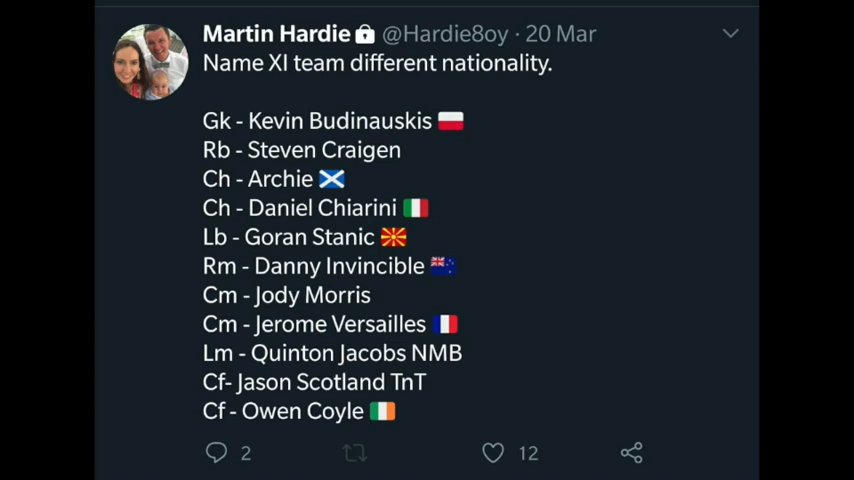 Martin Hardie @Hardie8oy · 20 Mar
Name XI team different nationality.
Gk - Kevin Budinauskis 🇵🇱
Rb - Steven Craigen
Ch - Archie 🏴󠁧󠁢󠁳󠁣󠁴󠁿
Ch - Daniel Chiarini 🇮🇹
Lb - Goran Stanic 🇲🇰
Rm - Danny Invincible 🇳🇿
Cm - Jody Morris
Cm - Jerome Versailles 🇫🇷
Lm - Quinton Jacobs NMB
Cf- Jason Scotland TnT
Cf - Owen Coyle 🇮🇪
2 12